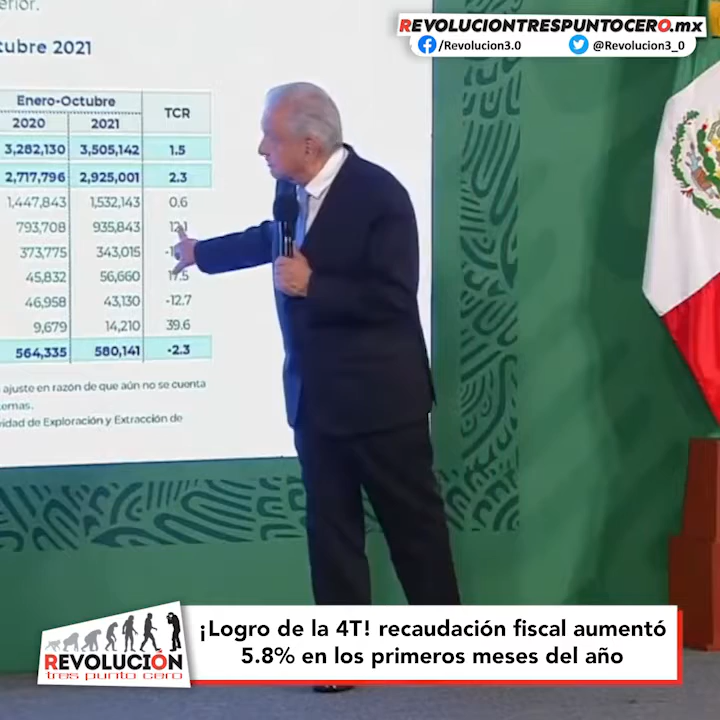 REVOLUCIONTRESPUNTOCERO.mx
/Revolucion3.0 @Revolucion3_0
erior.
ctubre 2021
Enero-Octubre TCR
2020 2021
3,282,130 3,505,142 1.5
2,717,796 2,925,001 2.3
1,447,843 1,532,143 0.6
793,708 935,843 12.1
373,775 343,015
45,832 56,660 17.5
46,958 43,130 -12.7
9,679 14,210 39.6
564,335 580,141 -2.3
ajuste en razón de que aún no se cuenta
ternas.
vidad de Exploración y Extracción de
¡Logro de la 4T! recaudación fiscal aumentó
5.8% en los primeros meses del año
REVOLUCIÓN
tres punto cero